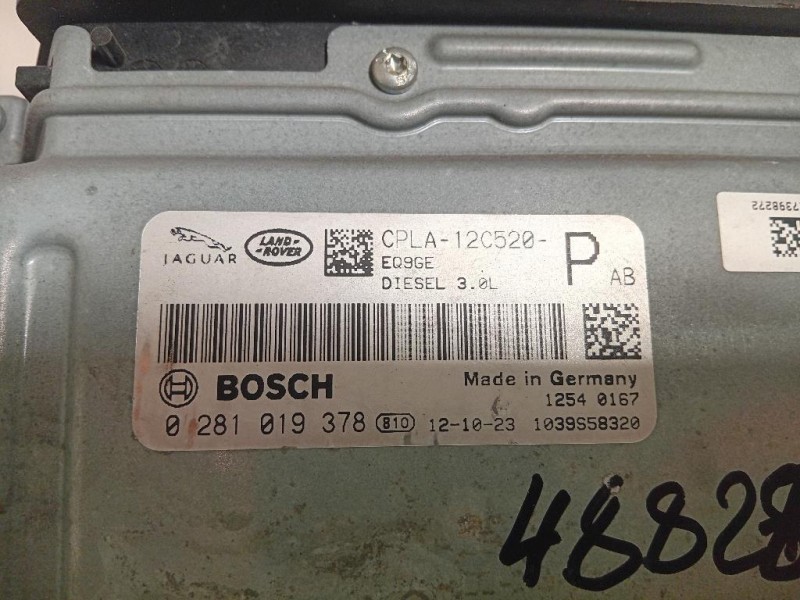 JAGUAR
LAND-ROVER
CPLA-12C520-
P
AB
EQ9GE
DIESEL 3.0L
BOSCH
Made in Germany
1254 0167
0 281 019 378 810 12-10-23 1039S58320
7398272
4882